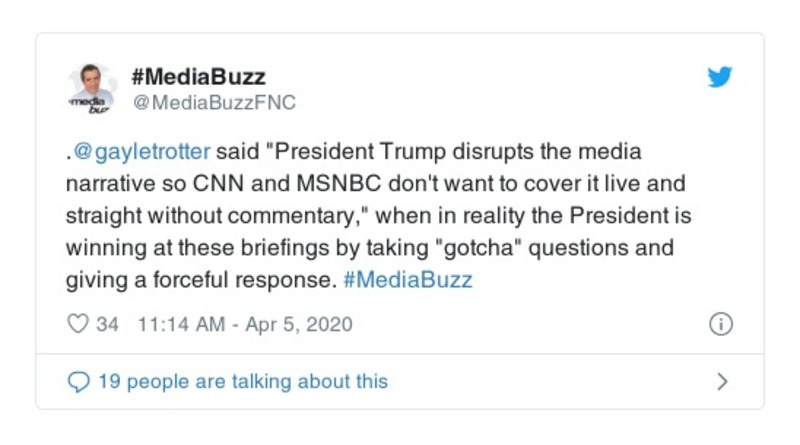 #MediaBuzz
@MediaBuzzFNC
media
buzz
.@gayletrotter said "President Trump disrupts the media
narrative so CNN and MSNBC don't want to cover it live and
straight without commentary," when in reality the President is
winning at these briefings by taking "gotcha" questions and
giving a forceful response. #MediaBuzz
34 11:14 AM - Apr 5, 2020
19 people are talking about this